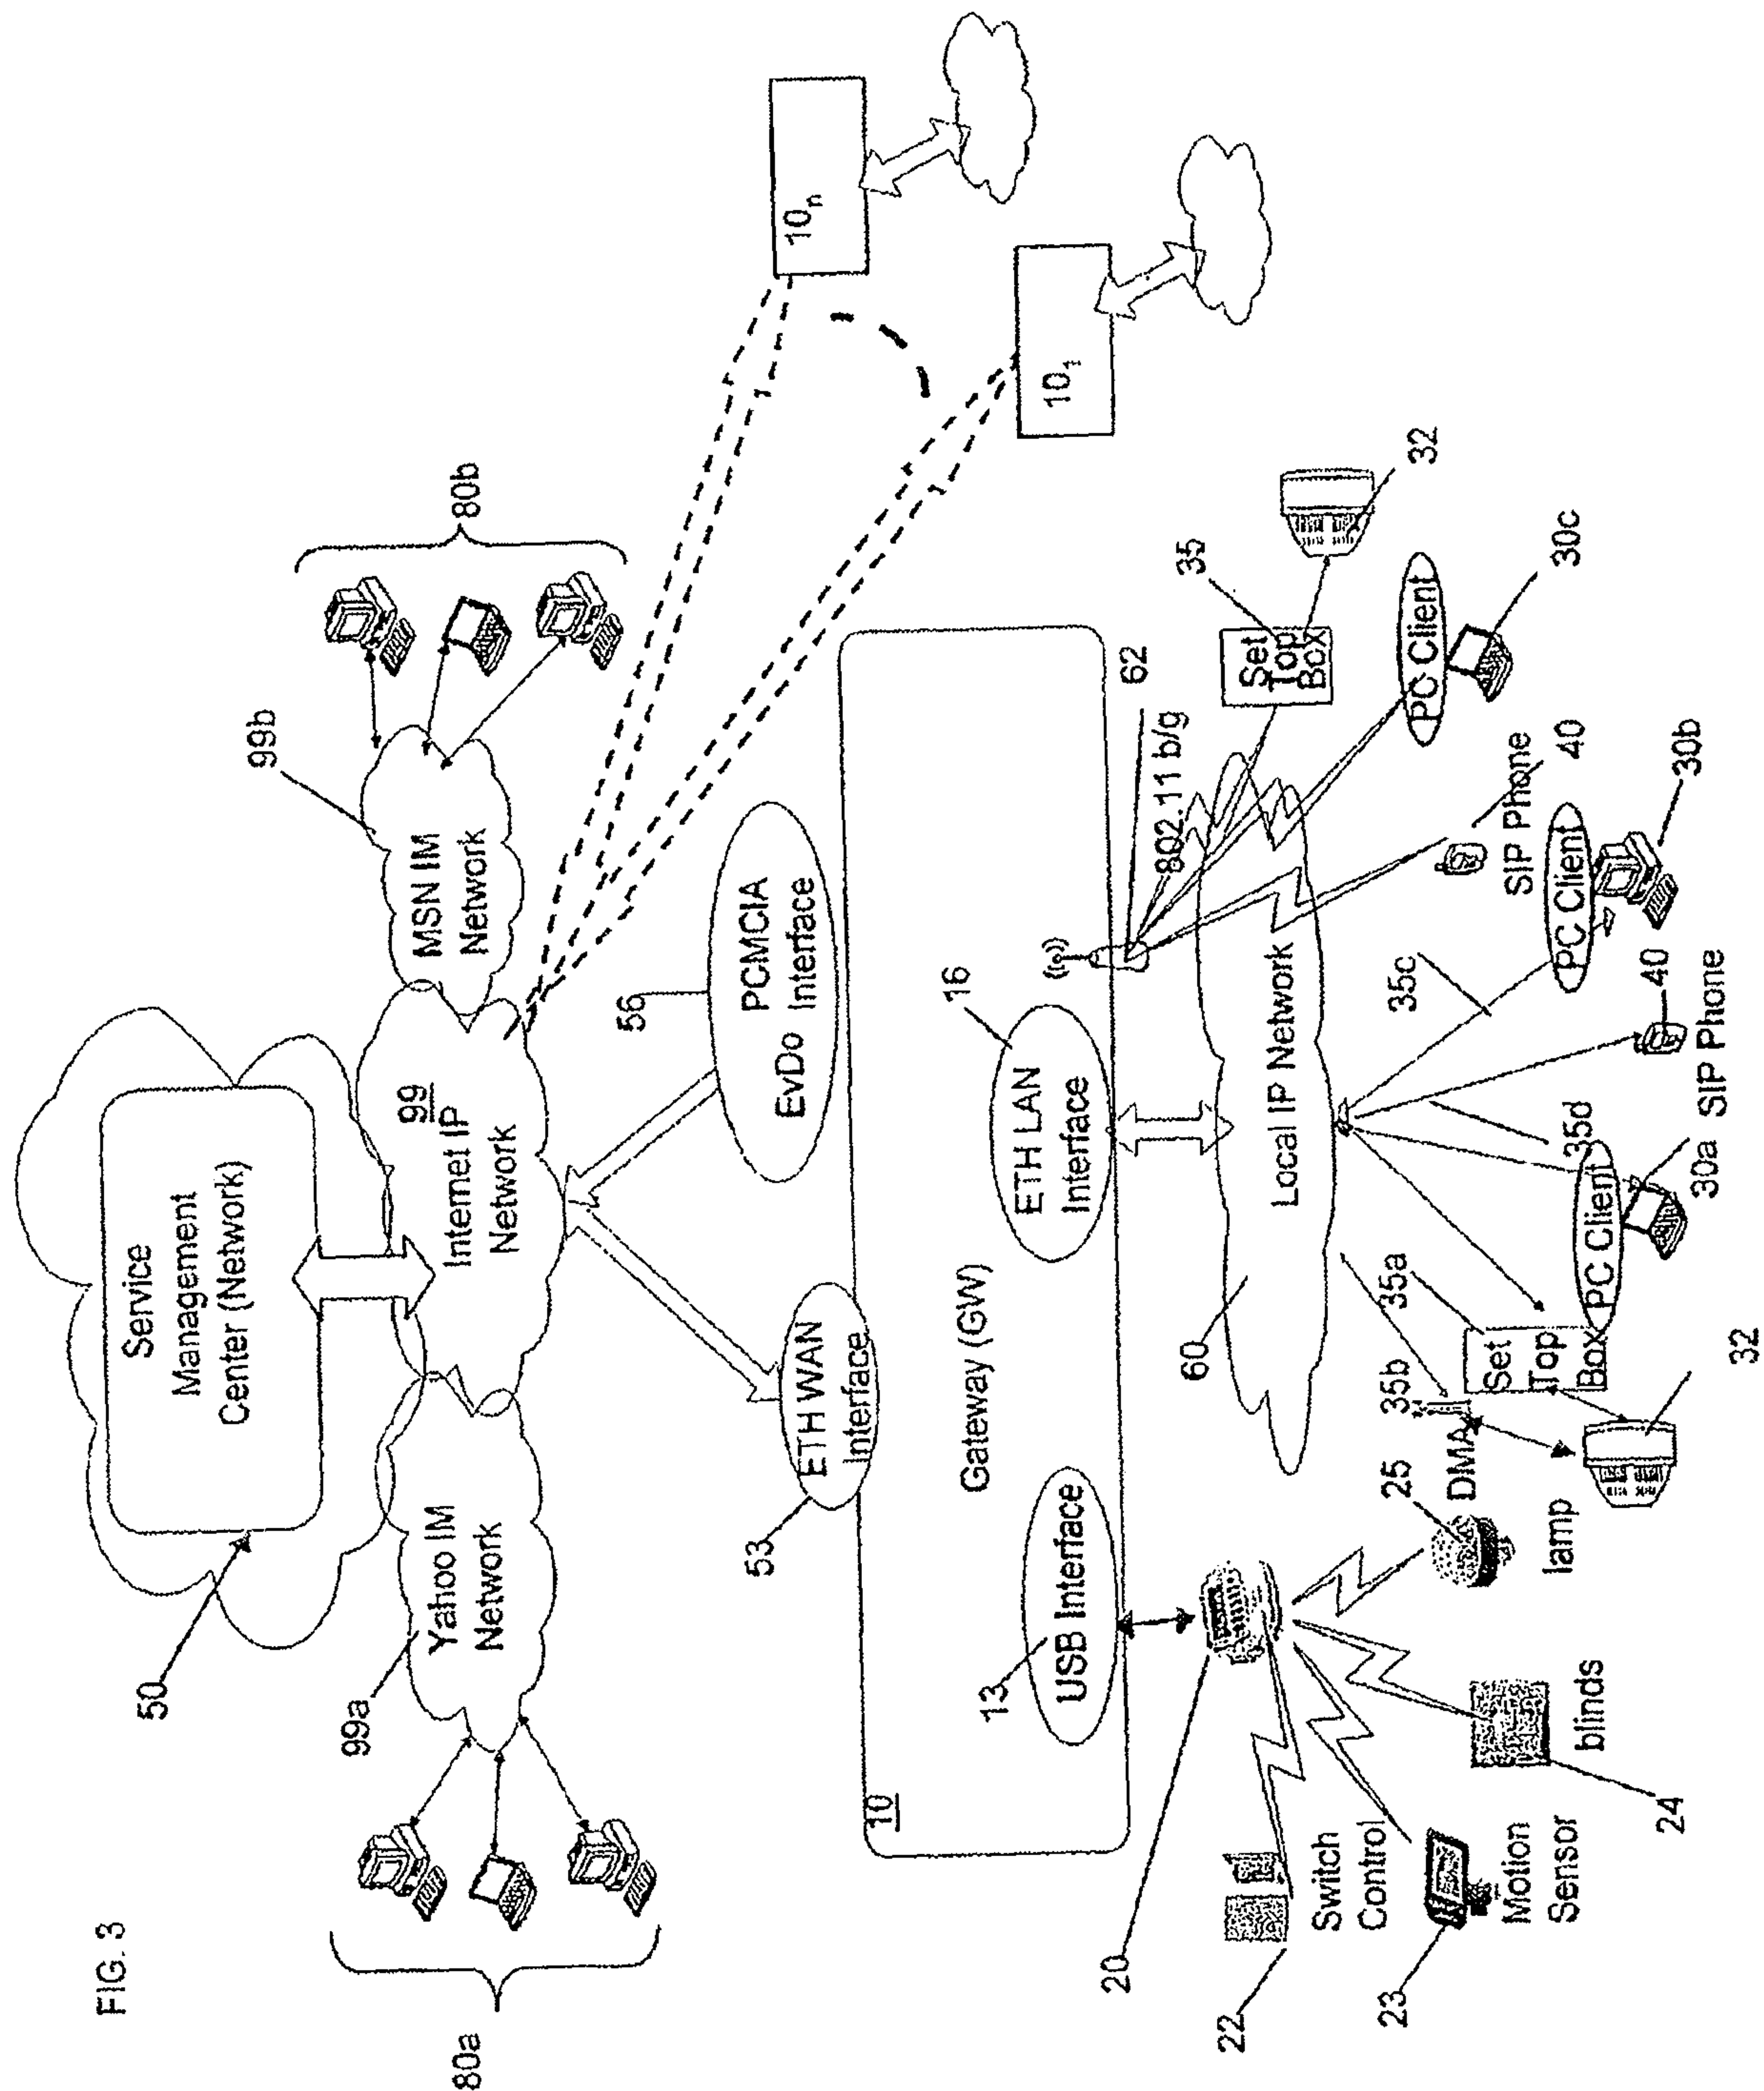 FIG. 3
80a
80b
50
Service
Management
Center (Network)
99a
Yahoo IM
Network
99
Internet IP
Network
99b
MSN IM
Network
53
ETH WAN
Interface
56
PCMCIA
EvDo Interface
10n
101
10
Gateway (GW)
13
USB Interface
16
ETH LAN
Interface
62
802.11 b/g
60
Local IP Network
20
22
Switch
Control
23
Motion
Sensor
24
blinds
25
lamp
DMA
35b
35a
Set
Top
Box
32
PC Client
30a
35d
SIP Phone
40
35c
PC Client
30b
SIP Phone
40
PC Client
30c
35
Set
Top
Box
32